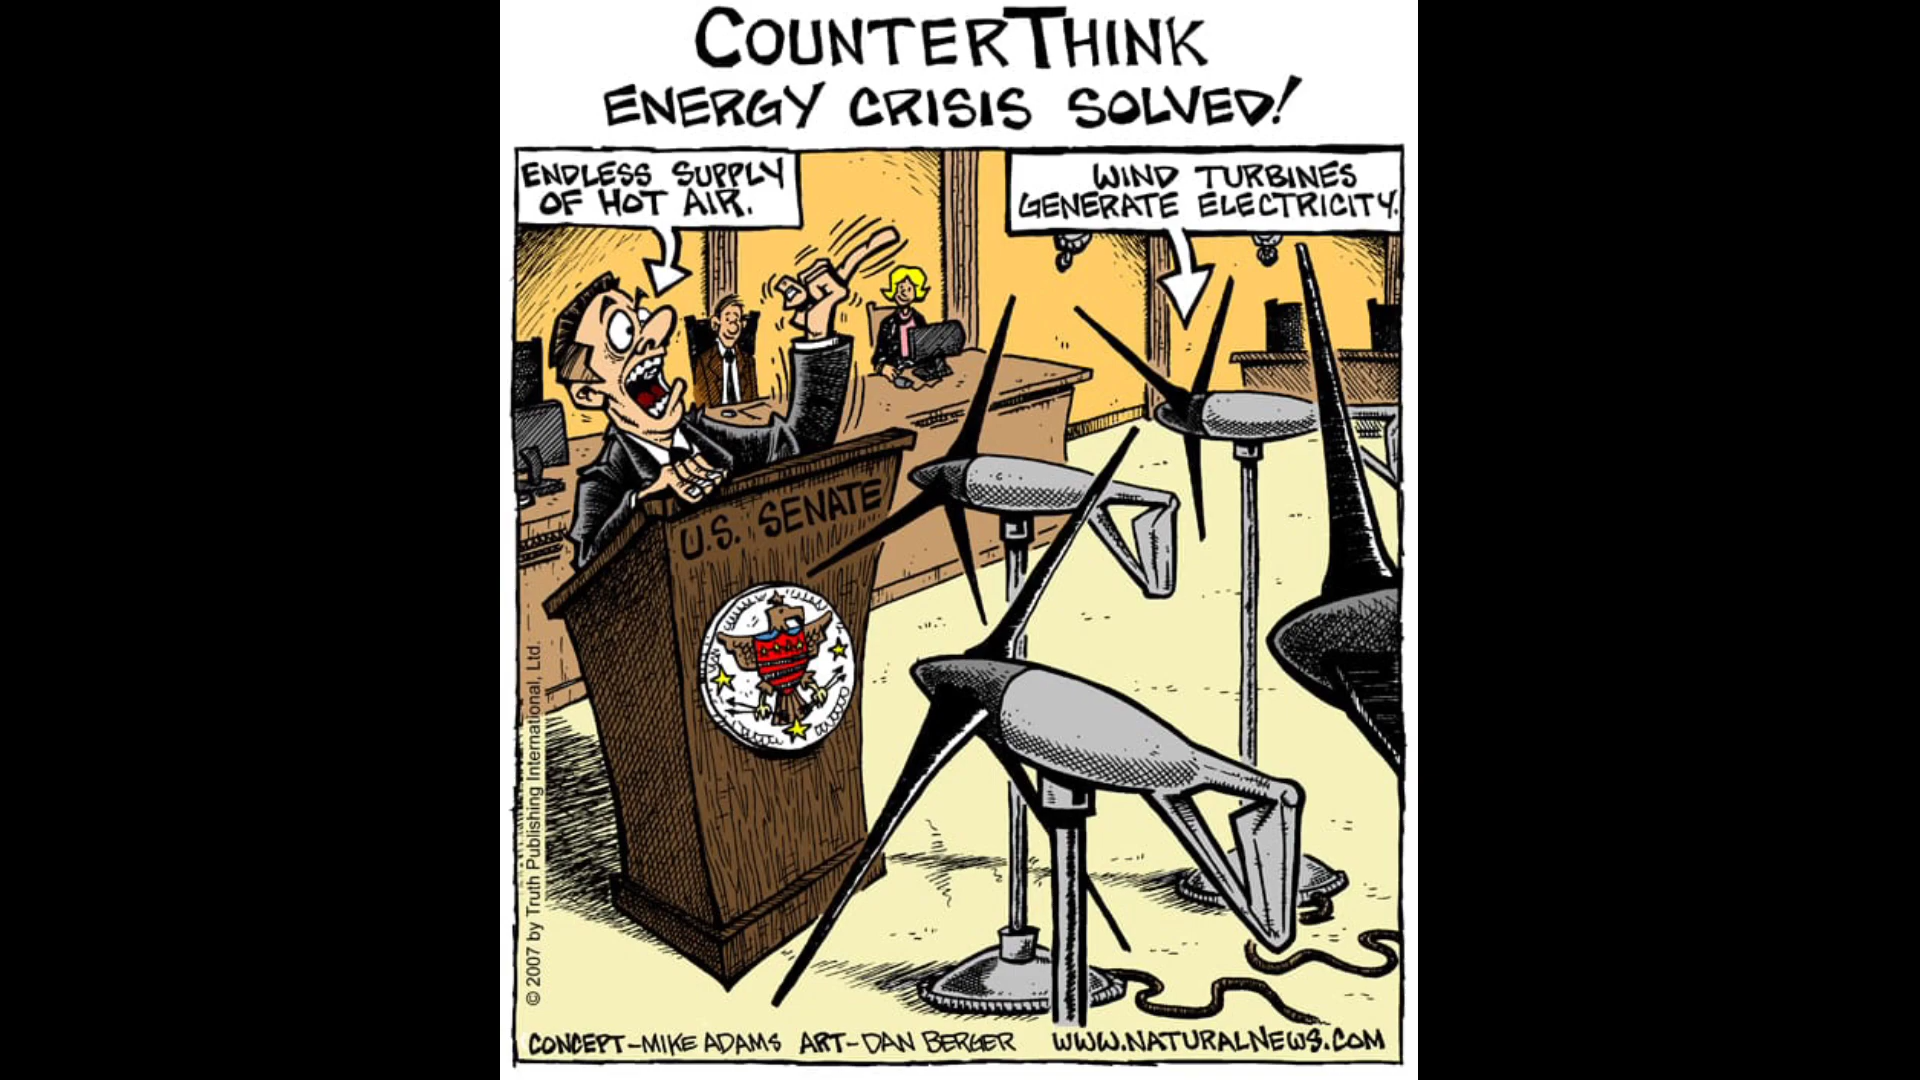 COUNTERTHINK
ENERGY CRISIS SOLVED!
ENDLESS SUPPLY
OF HOT AIR.
WIND TURBINES
GENERATE ELECTRICITY.
U.S. SENATE
© 2007 by Truth Publishing International, Ltd.
CONCEPT-MIKE ADAMS ART-DAN BERGER WWW.NATURALNEWS.COM